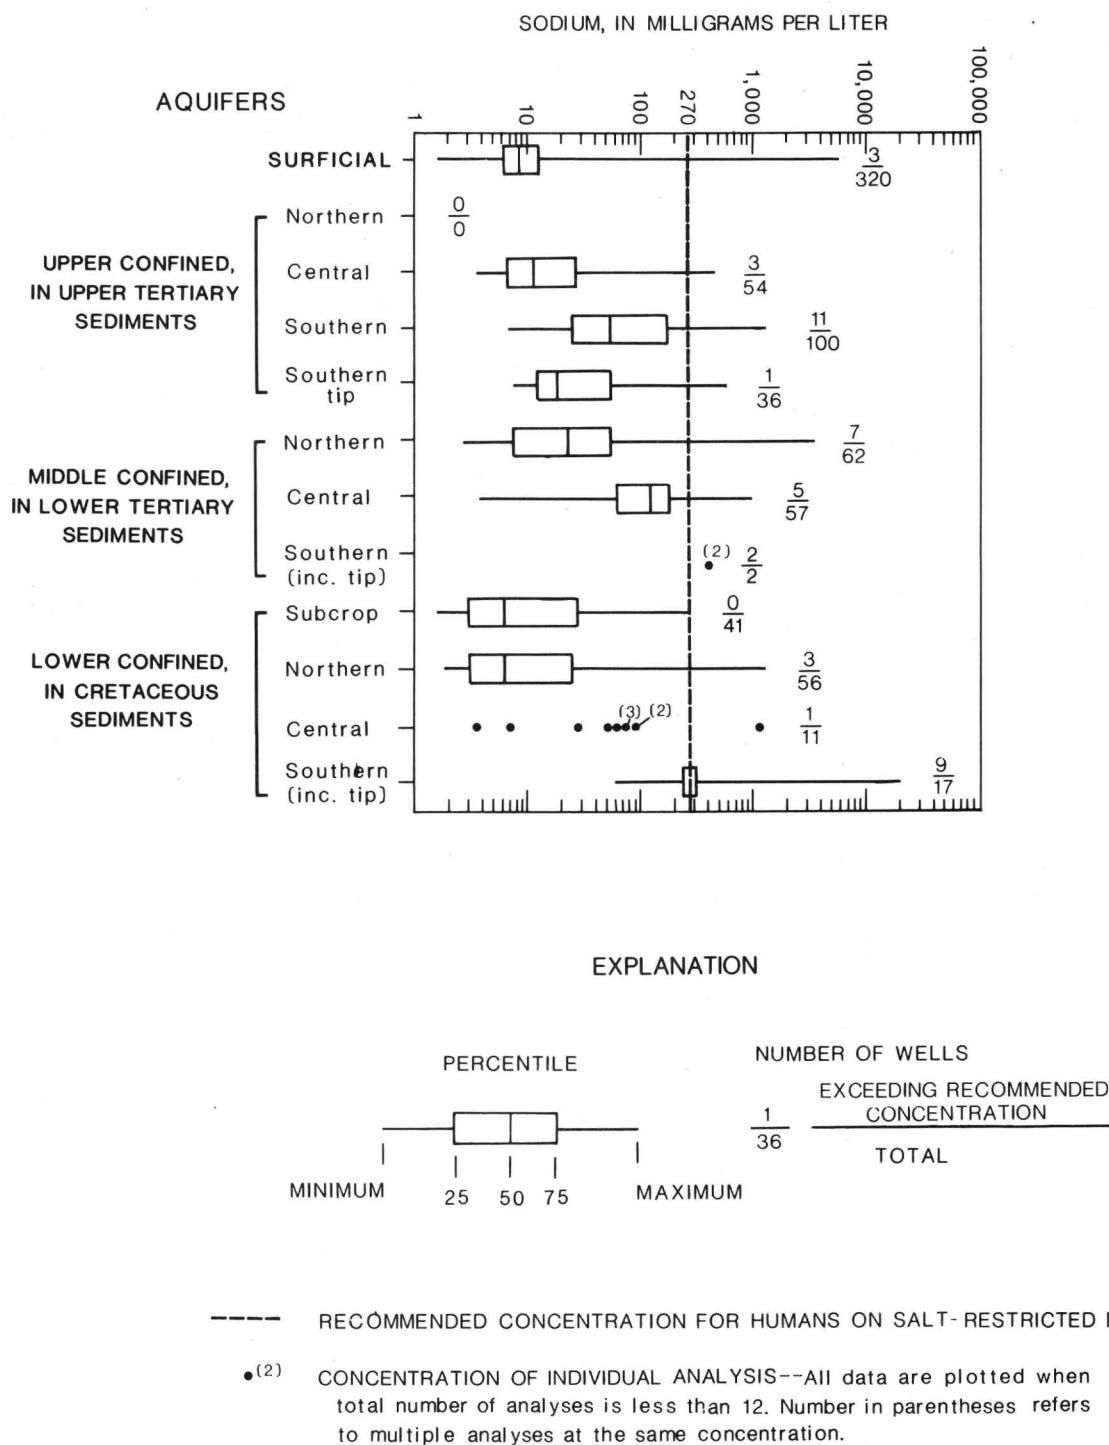 SODIUM, IN MILLIGRAMS PER LITER
AQUIFERS
1 10 100 270 1,000 10,000 100,000
SURFICIAL 3/320
UPPER CONFINED,
IN UPPER TERTIARY
SEDIMENTS
Northern 0/0
Central 3/54
Southern 11/100
Southern
tip 1/36
MIDDLE CONFINED,
IN LOWER TERTIARY
SEDIMENTS
Northern 7/62
Central 5/57
Southern
(inc. tip) (2) 2/2
LOWER CONFINED,
IN CRETACEOUS
SEDIMENTS
Subcrop 0/41
Northern 3/56
Central (3) (2) 1/11
Southern
(inc. tip) 9/17
EXPLANATION
PERCENTILE
MINIMUM 25 50 75 MAXIMUM
NUMBER OF WELLS
1/36
EXCEEDING RECOMMENDED
CONCENTRATION
TOTAL
RECOMMENDED CONCENTRATION FOR HUMANS ON SALT-RESTRICTED
(2) CONCENTRATION OF INDIVIDUAL ANALYSIS--All data are plotted when
total number of analyses is less than 12. Number in parentheses refers
to multiple analyses at the same concentration.